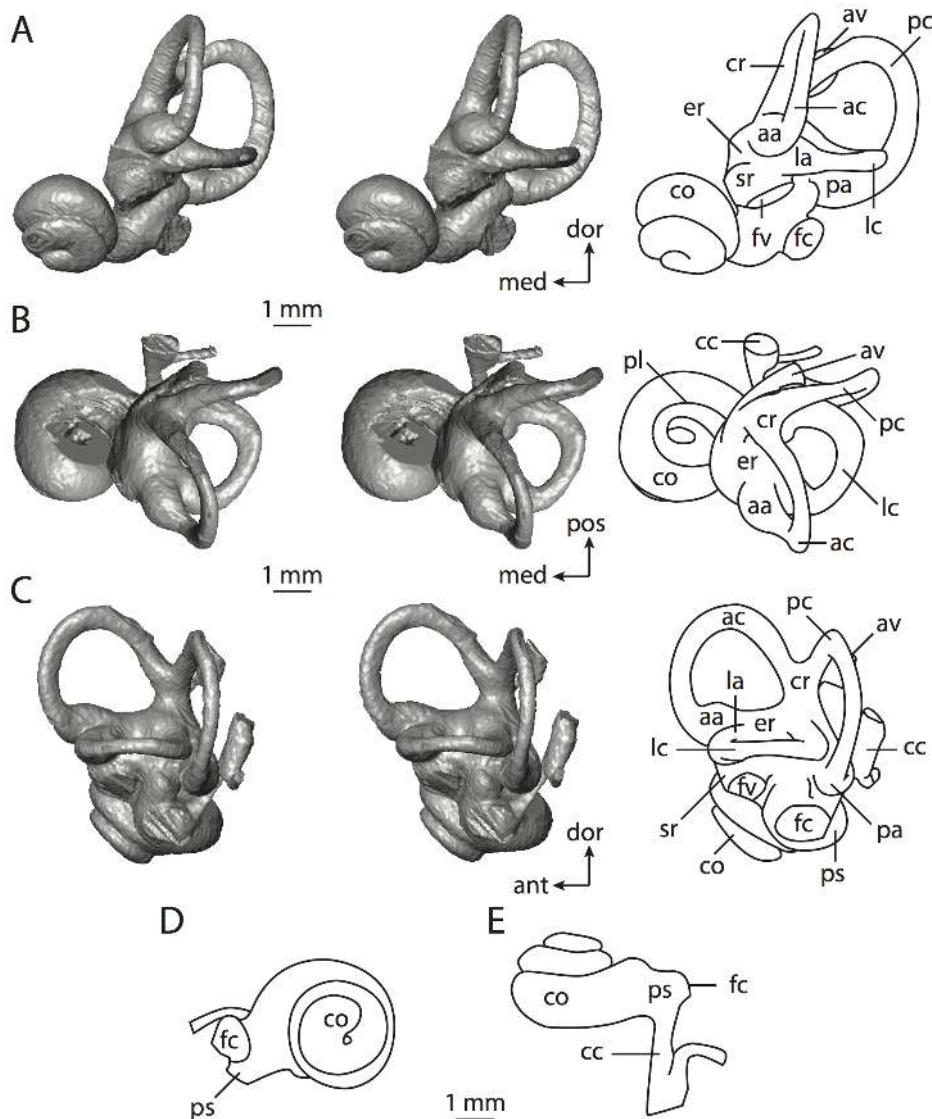 A
av
pc
cr
er
ac
aa
la
sr
pa
co
dor
fv
fc
lc
med
B
1 mm
cc
av
pl
cr
pc
er
co
pos
aa
lc
med
ac
C
1 mm
pc
ac
av
la
cr
aa
er
lc
cc
fv
dor
sr
fc
pa
ant
co
ps
D
E
co
co
ps
fc
fc
cc
ps
1 mm